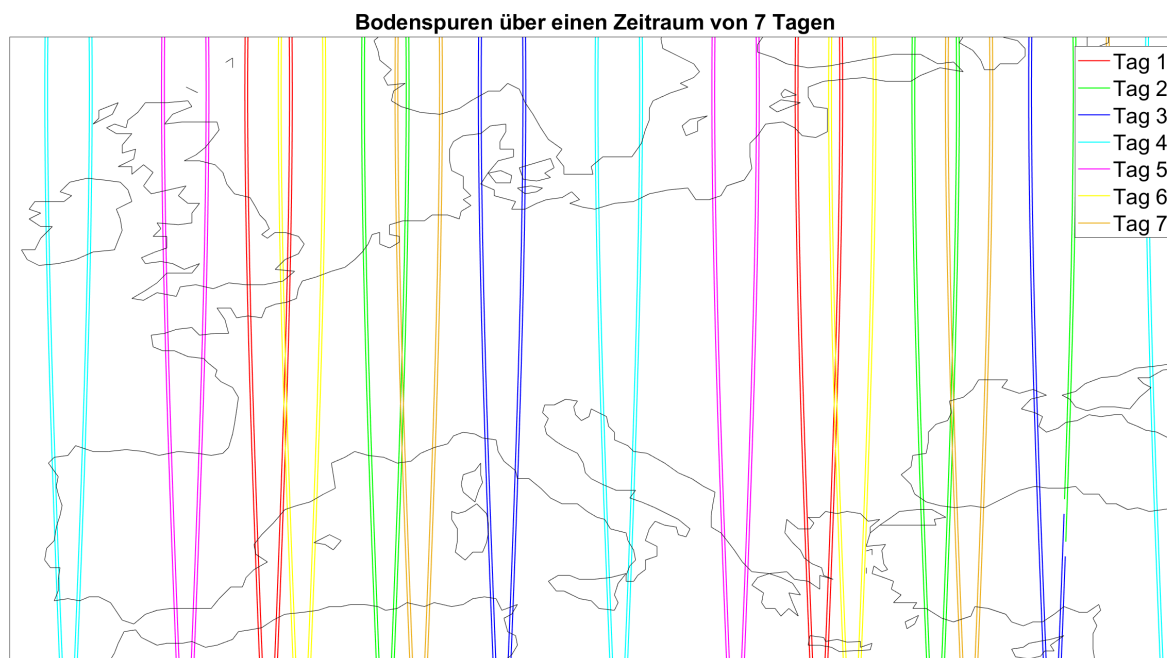 Bodenspuren über einen Zeitraum von 7 Tagen
Tag 1
Tag 2
Tag 3
Tag 4
Tag 5
Tag 6
Tag 7